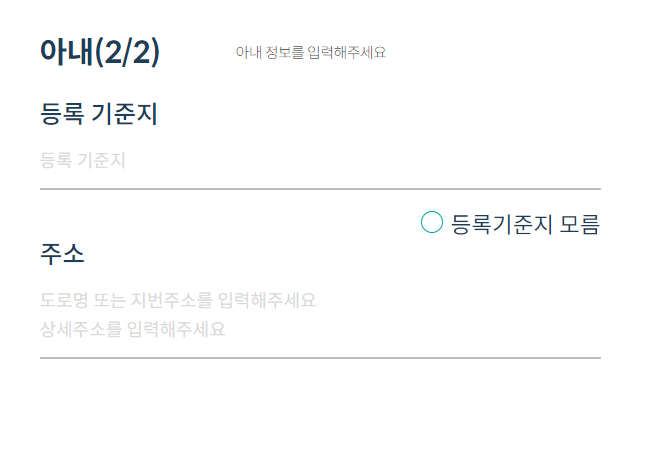 아내(2/2)
아내 정보를 입력해주세요
등록 기준지
등록 기준지
등록기준지 모름
주소
도로명 또는 지번주소를 입력해주세요
상세주소를 입력해주세요